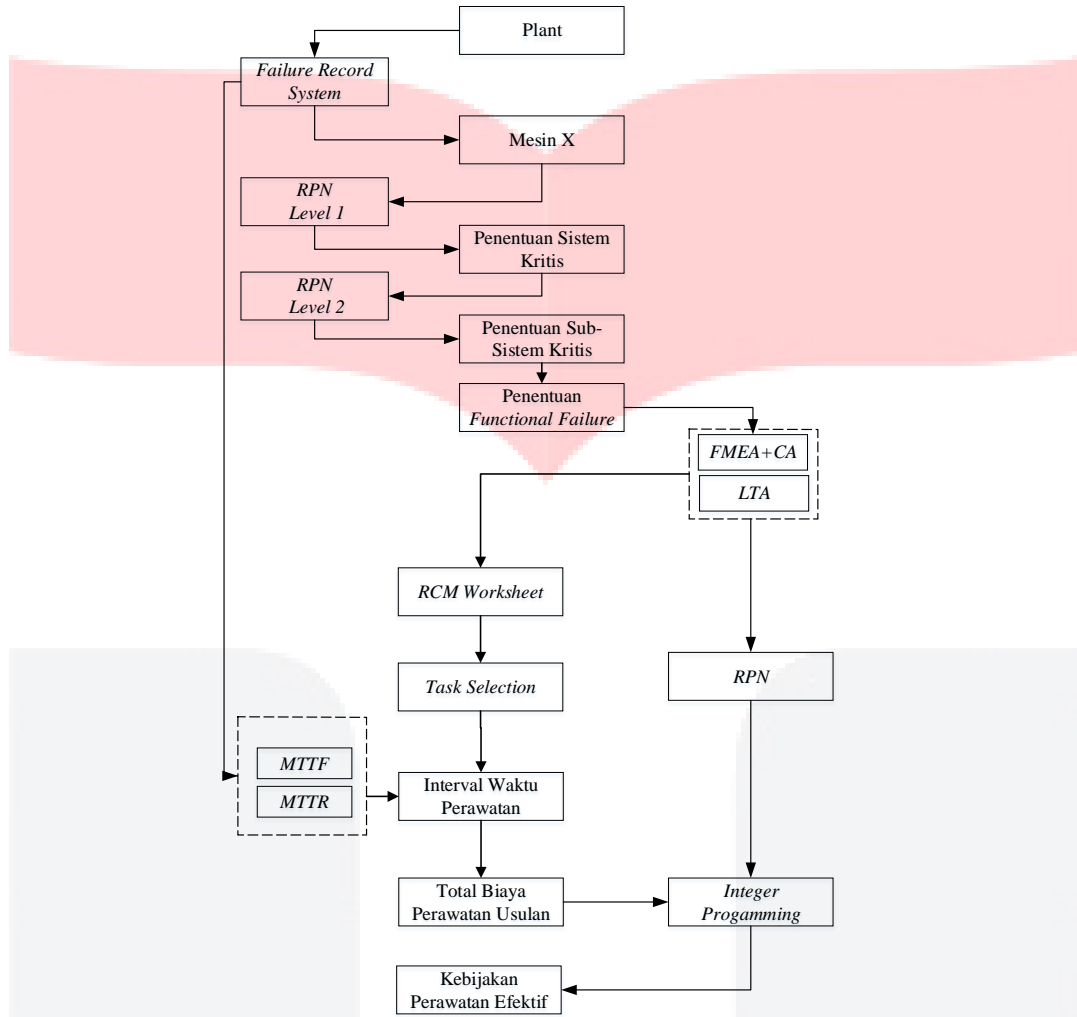 Plant
Failure Record
System
Mesin X
RPN
Level 1
Penentuan Sistem
Kritis
RPN
Level 2
Penentuan Sub-
Sistem Kritis
Penentuan
Functional Failure
FMEA+CA
LTA
RCM Worksheet
Task Selection
RPN
MTTF
MTTR
Interval Waktu
Perawatan
Total Biaya
Perawatan Usulan
Integer
Progamming
Kebijakan
Perawatan Efektif